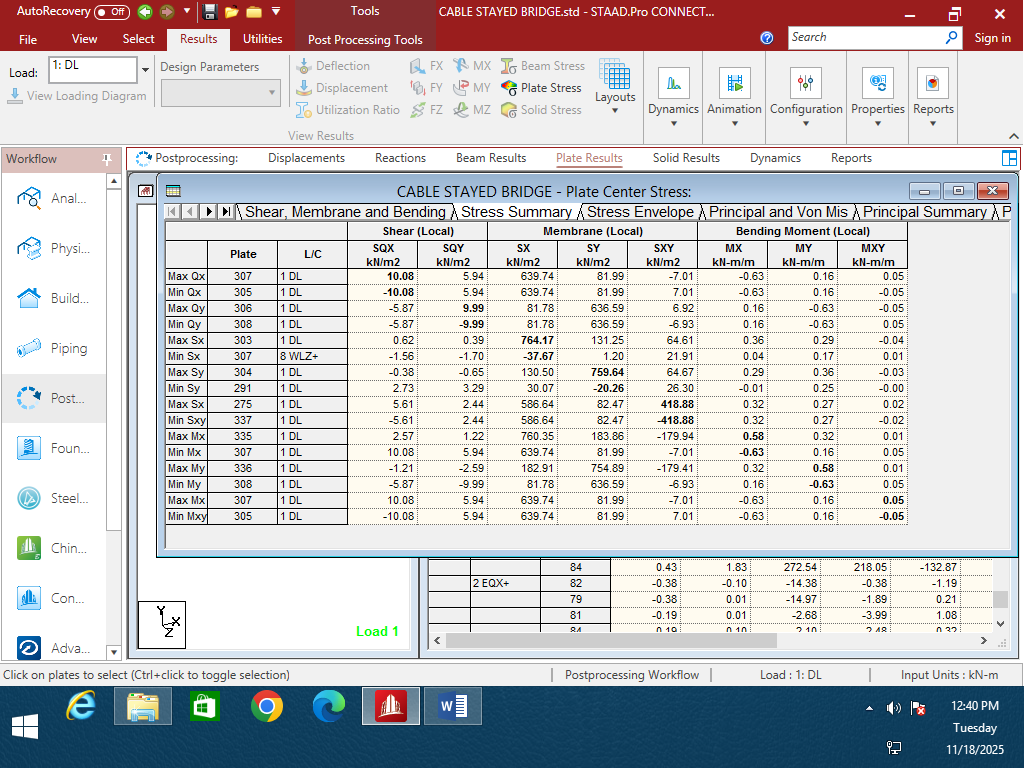 AutoRecovery Off
Tools
CABLE STAYED BRIDGE.std - STAAD.Pro CONNECT...
File View Select Results Utilities Post Processing Tools
Search
Sign in
Load: 1: DL
View Loading Diagram
Design Parameters
Deflection FX MX Beam Stress
Displacement FY MY Plate Stress
Utilization Ratio FZ MZ Solid Stress
View Results
Layouts Dynamics Animation Configuration Properties Reports
Workflow
Postprocessing: Displacements Reactions Beam Results Plate Results Solid Results Dynamics Reports
Anal...
Physi...
Build...
Piping
Post...
Foun...
Steel...
Chin...
Con...
Adva...
CABLE STAYED BRIDGE - Plate Center Stress:
Shear, Membrane and Bending Stress Summary Stress Envelope Principal and Von Mis Principal Summary P
Shear (Local) Membrane (Local) Bending Moment (Local)
Plate L/C SQX kN/m2 SQY kN/m2 SX kN/m2 SY kN/m2 SXY kN/m2 MX kN-m/m MY kN-m/m MXY kN-m/m
Max Qx 307 1 DL 10.08 5.94 639.74 81.99 -7.01 -0.63 0.16 0.05
Min Qx 305 1 DL -10.08 5.94 639.74 81.99 7.01 -0.63 0.16 -0.05
Max Qy 306 1 DL -5.87 9.99 81.78 636.59 6.92 0.16 -0.63 -0.05
Min Qy 308 1 DL -5.87 -9.99 81.78 636.59 -6.93 0.16 -0.63 0.05
Max Sx 303 1 DL 0.62 0.39 764.17 131.25 64.61 0.36 0.29 -0.04
Min Sx 307 8 WLZ+ -1.56 -1.70 -37.67 1.20 21.91 0.04 0.17 0.01
Max Sy 304 1 DL -0.38 -0.65 130.50 759.64 64.67 0.29 0.36 -0.03
Min Sy 291 1 DL 2.73 3.29 30.07 -20.26 26.30 -0.01 0.25 -0.00
Max Sx 275 1 DL 5.61 2.44 586.64 82.47 418.88 0.32 0.27 0.02
Min Sxy 337 1 DL -5.61 2.44 586.64 82.47 -418.88 0.32 0.27 -0.02
Max Mx 335 1 DL 2.57 1.22 760.35 183.86 -179.94 0.58 0.32 0.01
Min Mx 307 1 DL 10.08 5.94 639.74 81.99 -7.01 -0.63 0.16 0.05
Max My 336 1 DL -1.21 -2.59 182.91 754.89 -179.41 0.32 0.58 0.01
Min My 308 1 DL -5.87 -9.99 81.78 636.59 -6.93 0.16 -0.63 0.05
Max Mx 307 1 DL 10.08 5.94 639.74 81.99 -7.01 -0.63 0.16 0.05
Min Mxy 305 1 DL -10.08 5.94 639.74 81.99 7.01 -0.63 0.16 -0.05
84 0.43 1.83 272.54 218.05 -132.87
2 EQX+ 82 -0.38 -0.10 -14.38 -0.38 -1.19
79 -0.38 0.01 -14.97 -1.89 0.21
81 -0.19 0.01 -2.68 -3.99 1.08
84 0.19 0.10 2.10 2.48 0.32
Y
X
Z
Load 1
Click on plates to select (Ctrl+click to toggle selection)
Postprocessing Workflow
Load : 1: DL
Input Units : kN-m
12:40 PM
Tuesday
11/18/2025